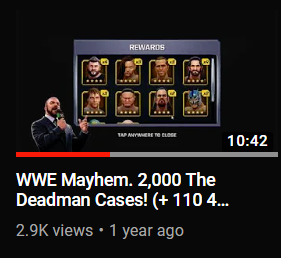 REWARDS
TAP ANYWHERE TO CLOSE
10:42
WWE Mayhem. 2,000 The
Deadman Cases! (+ 110 4...
2.9K views • 1 year ago